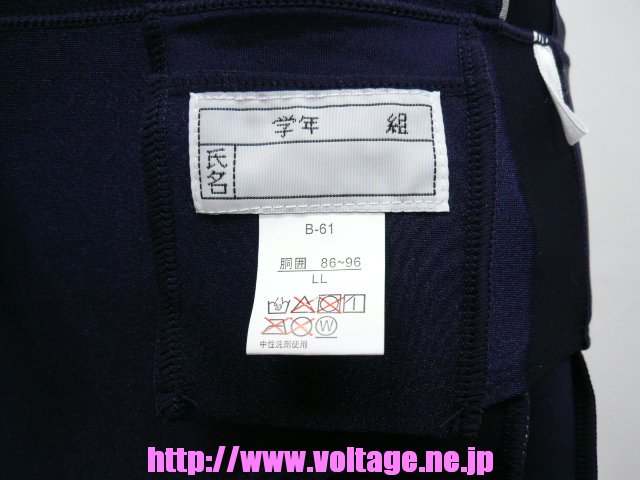 学年 組
氏名
B-61
胴囲 86~96
LL
W
中性洗剤使用
http://www.voltage.ne.jp